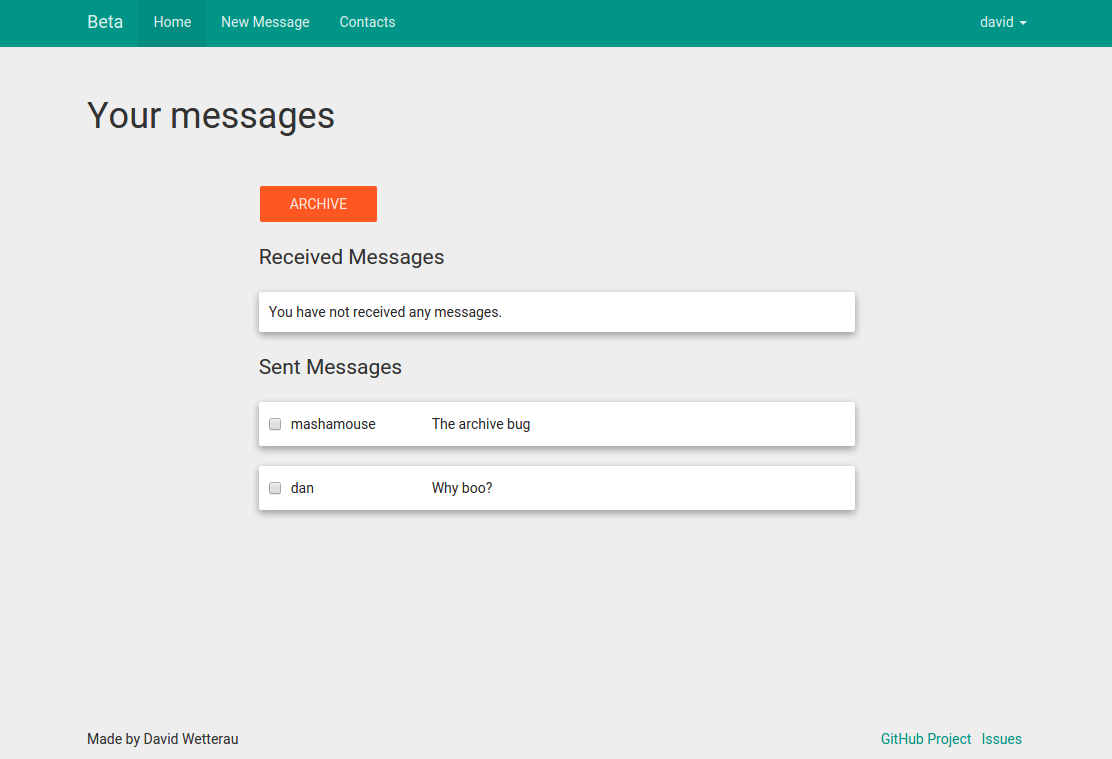 Beta Home New Message Contacts david
Your messages
ARCHIVE
Received Messages
You have not received any messages.
Sent Messages
mashamouse The archive bug
dan Why boo?
Made by David Wetterau GitHub Project Issues